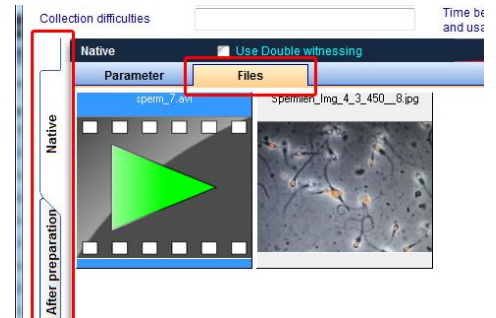 Collection difficulties
Time be
and usa
Native
Use Double witnessing
Parameter
Files
sperm_7.avi
Spermien_Img_4_3_450__8.jpg
Native
After preparation